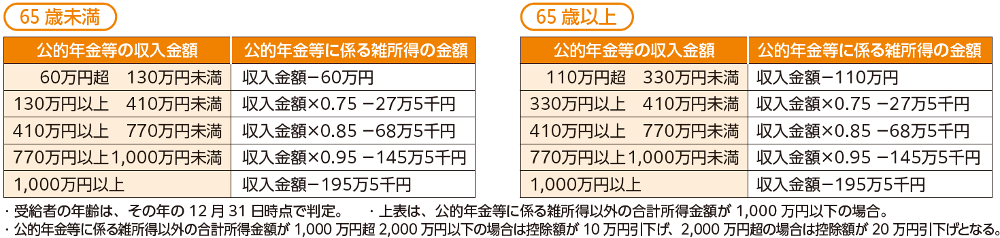 65歳未満
公的年金等の収入金額 公的年金等に係る雑所得の金額
60万円超 130万円未満 収入金額−60万円
130万円以上 410万円未満 収入金額×0.75 −27万5千円
410万円以上 770万円未満 収入金額×0.85 −68万5千円
770万円以上 1,000万円未満 収入金額×0.95 −145万5千円
1,000万円以上 収入金額−195万5千円
65歳以上
公的年金等の収入金額 公的年金等に係る雑所得の金額
110万円超 330万円未満 収入金額−110万円
330万円以上 410万円未満 収入金額×0.75 −27万5千円
410万円以上 770万円未満 収入金額×0.85 −68万5千円
770万円以上 1,000万円未満 収入金額×0.95 −145万5千円
1,000万円以上 収入金額−195万5千円
・受給者の年齢は、その年の 12 月 31 日時点で判定。 ・上表は、公的年金等に係る雑所得以外の合計所得金額が 1,000 万円以下の場合。
・公的年金等に係る雑所得以外の合計所得金額が 1,000 万円超 2,000 万円以下の場合は控除額が 10 万円引下げ、2,000 万円超の場合は控除額が 20 万円引下げとなる。